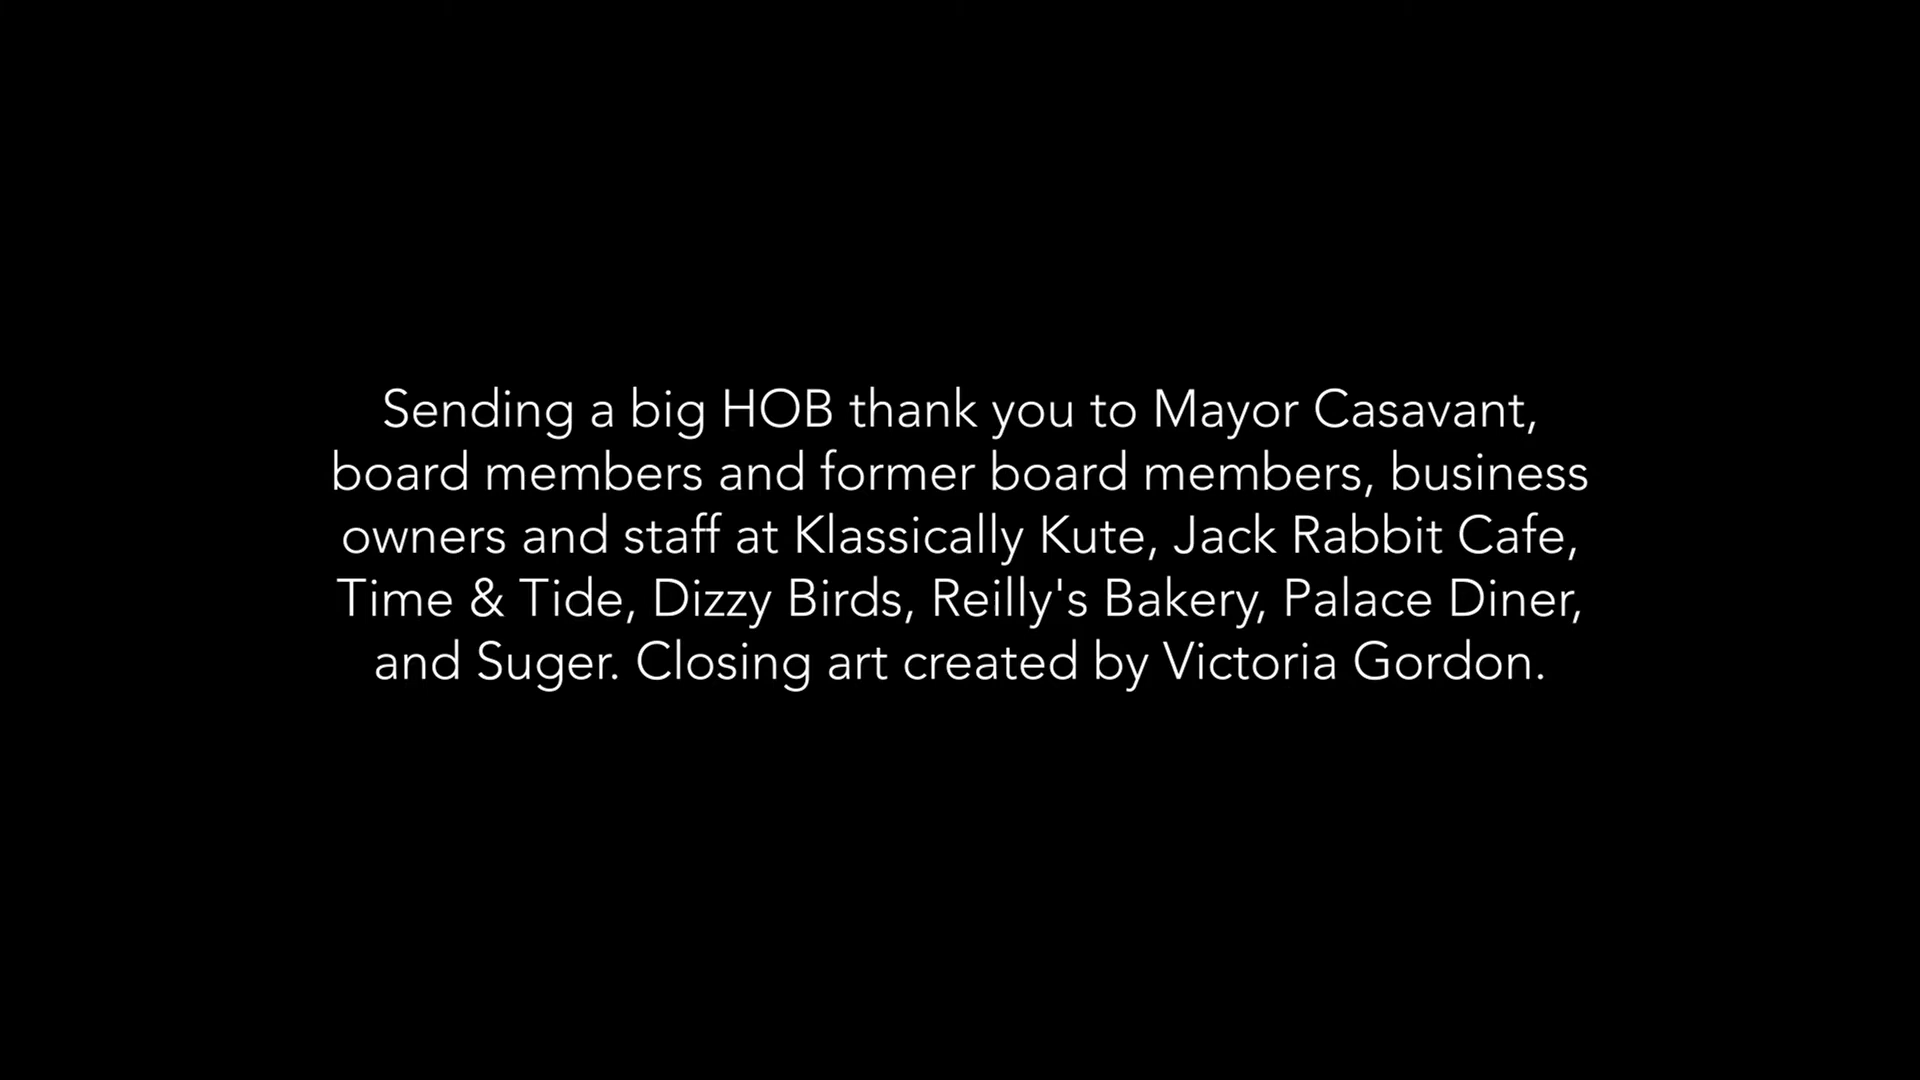 Sending a big HOB thank you to Mayor Casavant,
board members and former board members, business
owners and staff at Klassically Kute, Jack Rabbit Cafe,
Time & Tide, Dizzy Birds, Reilly's Bakery, Palace Diner,
and Suger. Closing art created by Victoria Gordon.